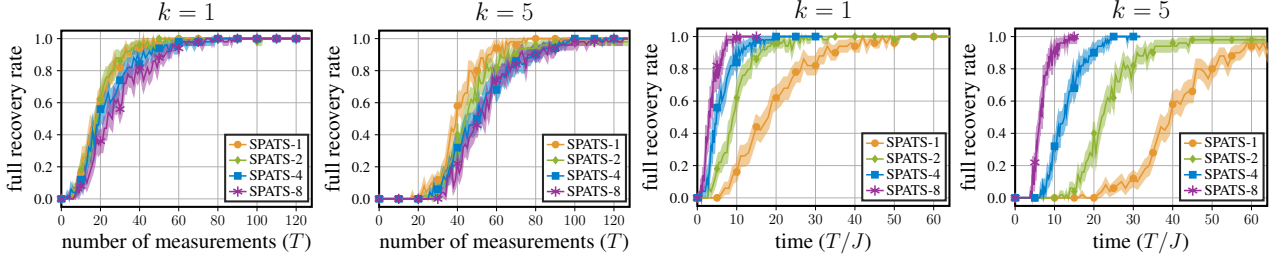 k = 1
full recovery rate
1.0
0.8
0.6
0.4
0.2
0.0
SPATS-1
SPATS-2
SPATS-4
SPATS-8
0 20 40 60 80 100 120
number of measurements (T)
k = 5
full recovery rate
1.0
0.8
0.6
0.4
0.2
0.0
SPATS-1
SPATS-2
SPATS-4
SPATS-8
0 20 40 60 80 100 120
number of measurements (T)
k = 1
full recovery rate
1.0
0.8
0.6
0.4
0.2
0.0
SPATS-1
SPATS-2
SPATS-4
SPATS-8
0 10 20 30 40 50 60
time (T/J)
k = 5
full recovery rate
1.0
0.8
0.6
0.4
0.2
0.0
SPATS-1
SPATS-2
SPATS-4
SPATS-8
0 10 20 30 40 50 60
time (T/J)